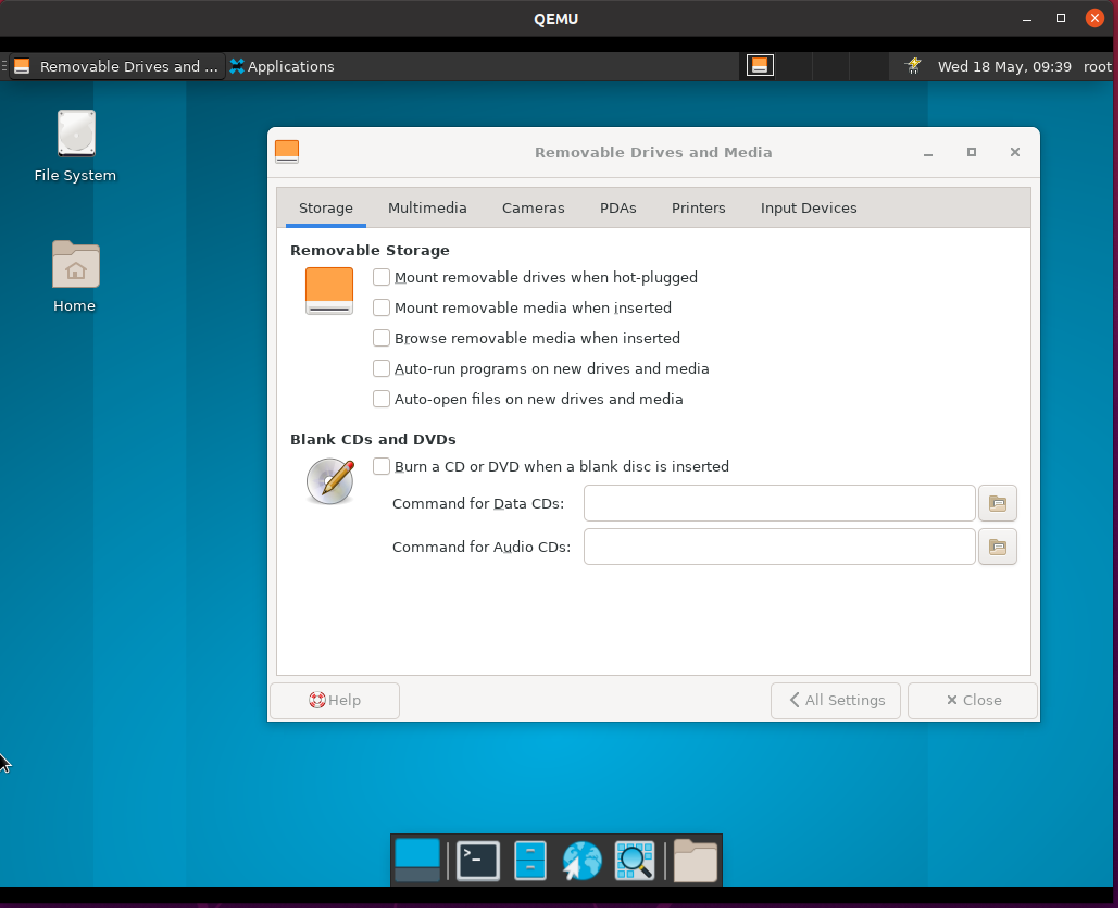 QEMU
Removable Drives and ...
Applications
Wed 18 May, 09:39
root
File System
Home
Removable Drives and Media
Storage
Multimedia
Cameras
PDAs
Printers
Input Devices
Removable Storage
Mount removable drives when hot-plugged
Mount removable media when inserted
Browse removable media when inserted
Auto-run programs on new drives and media
Auto-open files on new drives and media
Blank CDs and DVDs
Burn a CD or DVD when a blank disc is inserted
Command for Data CDs:
Command for Audio CDs:
Help
All Settings
Close
>-